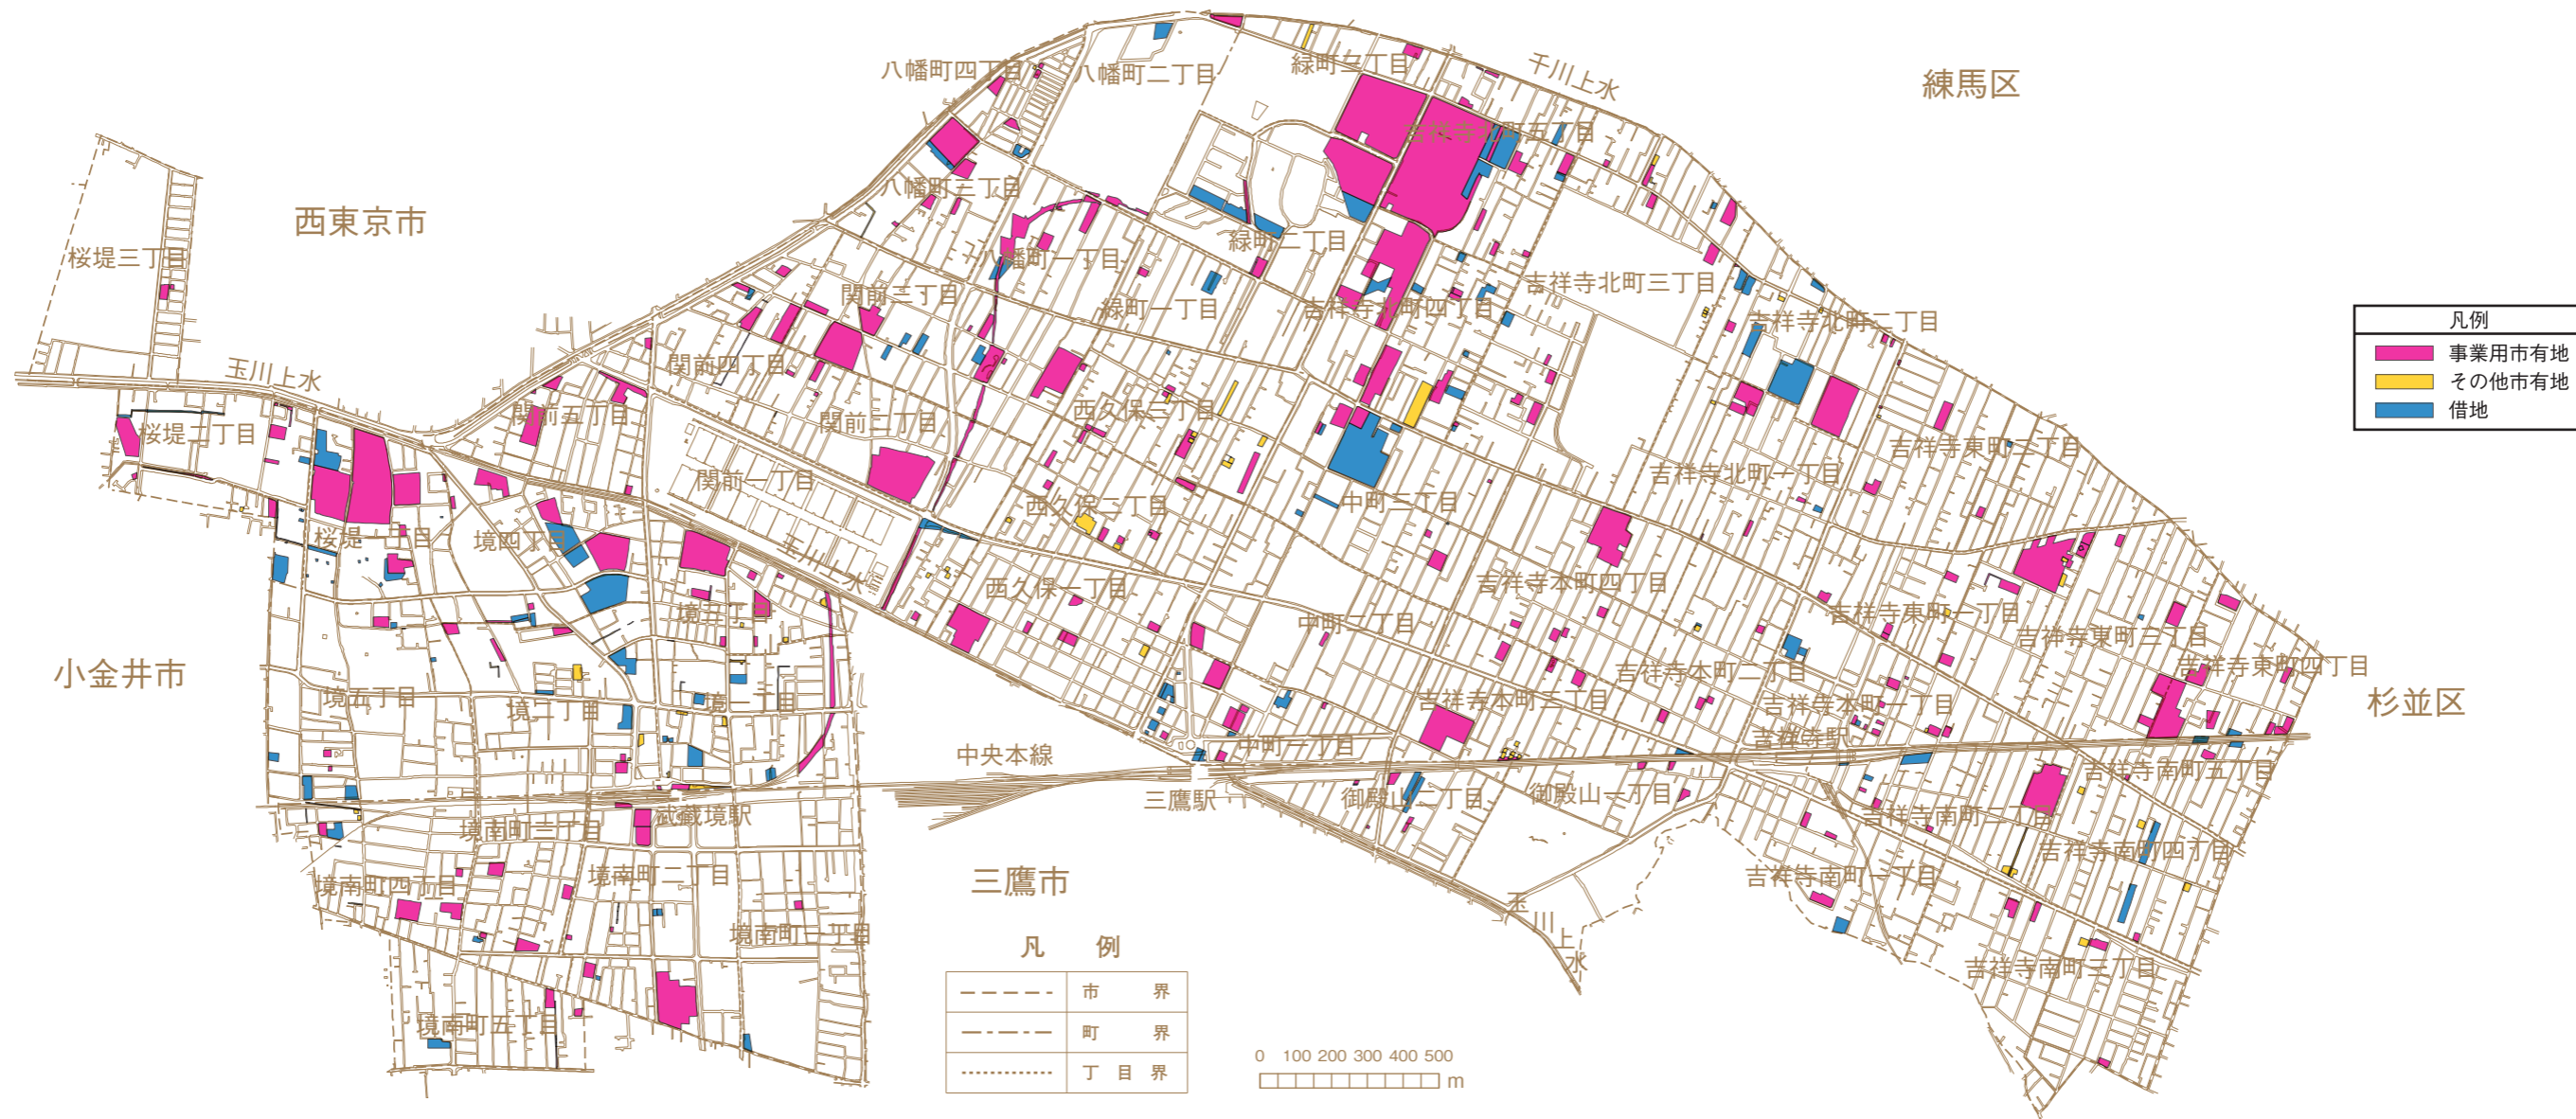 八幡町四丁目
八幡町二丁目
緑町三丁目
千川上水
練馬区
吉祥寺北町五丁目
八幡町三丁目
西東京市
桜堤三丁目
八幡町一丁目
緑町二丁目
吉祥寺北町三丁目
関前三丁目
緑町一丁目
吉祥寺北町四丁目
吉祥寺北町二丁目
凡例
事業用市有地
その他市有地
借地
玉川上水
関前四丁目
関前五丁目
関前二丁目
西久保三丁目
桜堤二丁目
吉祥寺東町二丁目
関前一丁目
吉祥寺北町一丁目
西久保二丁目
中町三丁目
桜堤一丁目
境四丁目
玉川上水
西久保一丁目
吉祥寺本町四丁目
境三丁目
中町二丁目
吉祥寺東町一丁目
吉祥寺東町三丁目
小金井市
吉祥寺本町二丁目
吉祥寺東町四丁目
境五丁目
境二丁目
境一丁目
吉祥寺本町三丁目
吉祥寺本町一丁目
杉並区
中央本線
中町一丁目
吉祥寺駅
吉祥寺南町五丁目
三鷹駅
御殿山二丁目
御殿山一丁目
境南町三丁目
武蔵境駅
吉祥寺南町二丁目
吉祥寺南町四丁目
境南町四丁目
境南町二丁目
三鷹市
吉祥寺南町一丁目
玉川上水
境南町一丁目
吉祥寺南町三丁目
境南町五丁目
凡 例
市 界
町 界
丁 目 界
0 100 200 300 400 500
m